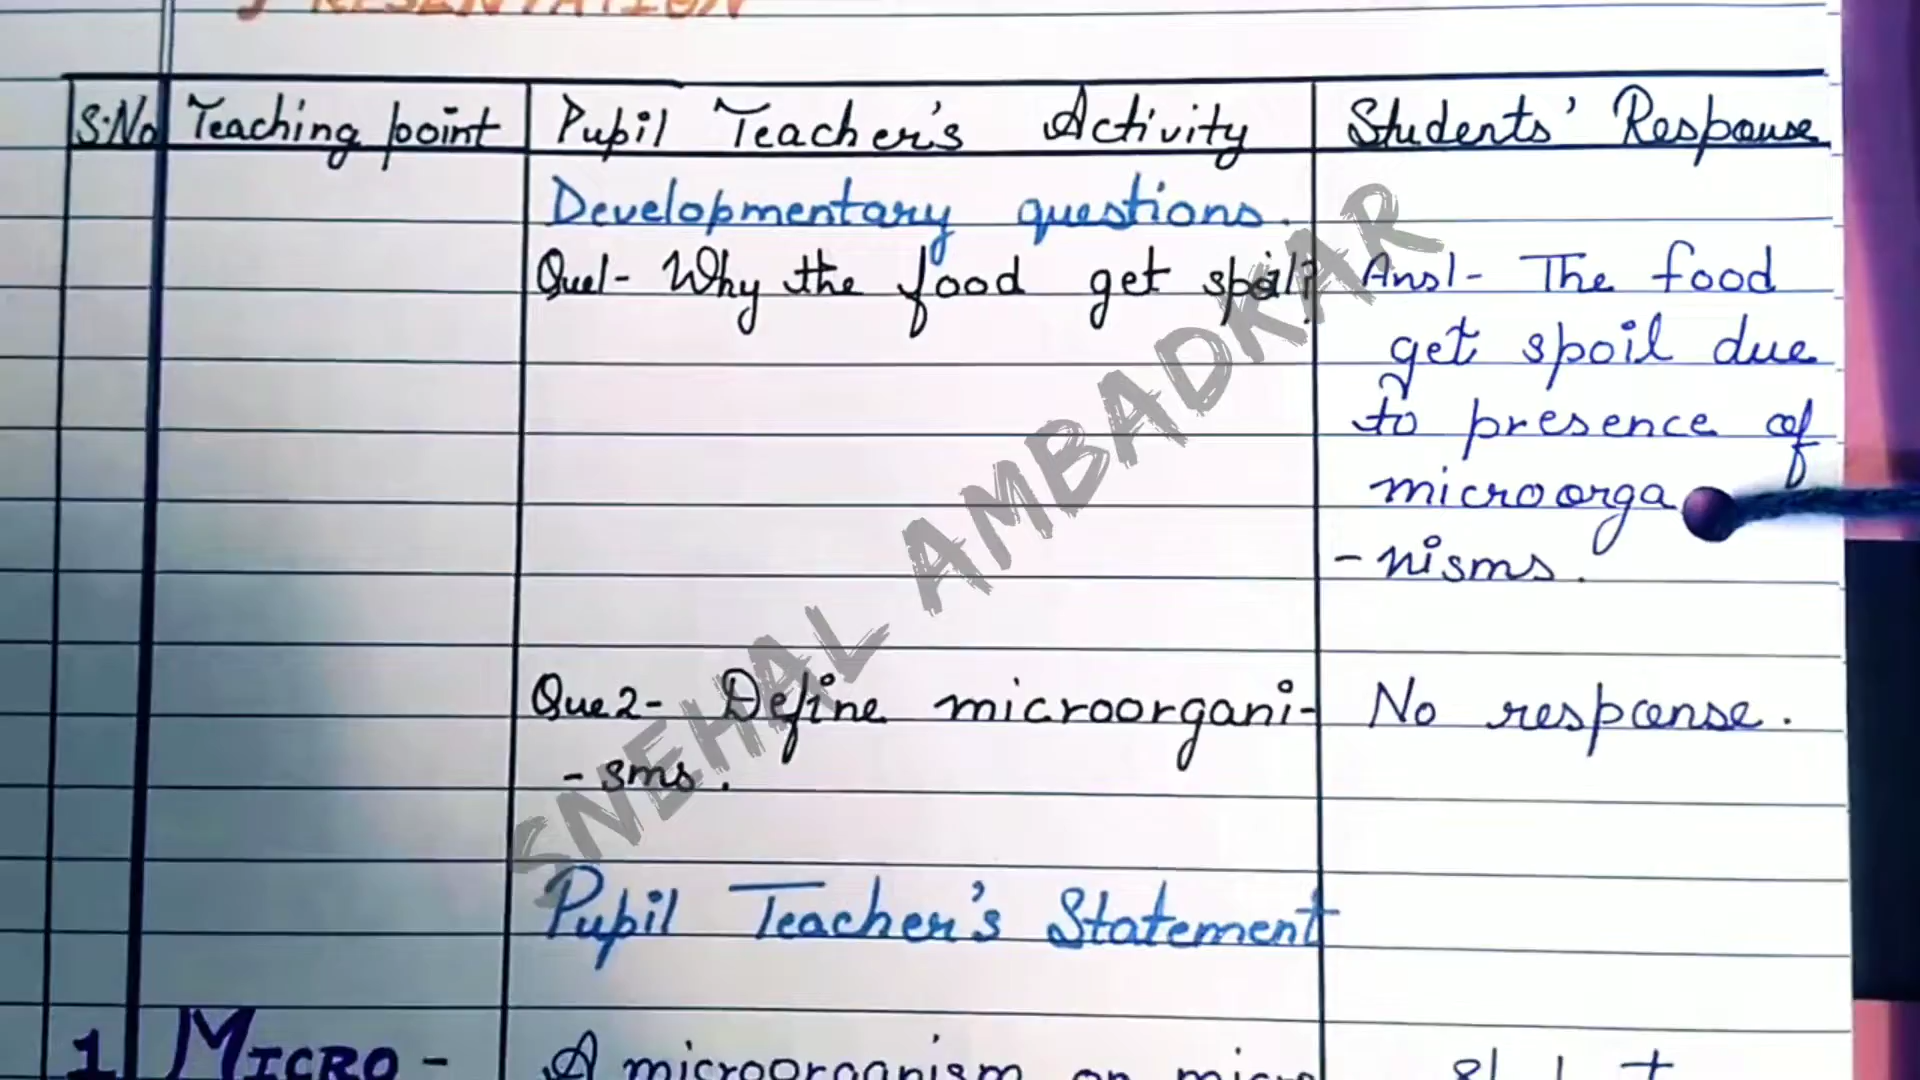 PRESENTATION
S.No Teaching point Pupil Teacher's Activity Students' Response
Developmentary questions.
Que1- Why the food get spoil? Ans1- The food
get spoil due
to presence of
microorga
-nisms.
Que2- Define microorgani- No response.
-sms.
SNEHAL AMBADKAR
Pupil Teacher's Statement
1 MICRO- A microorganism or micro